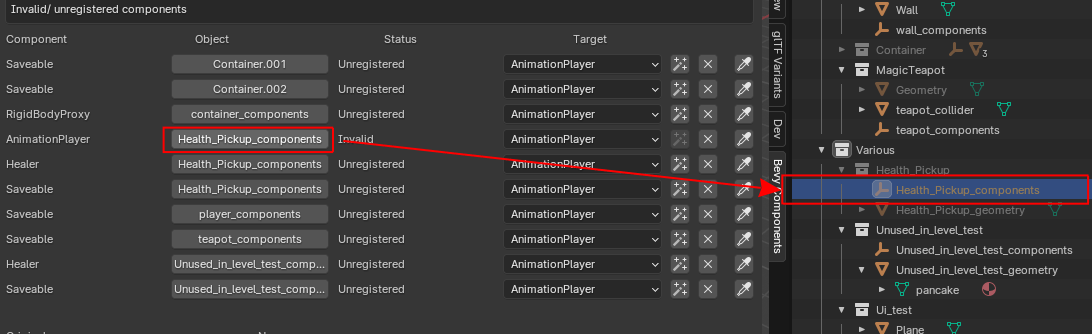 Invalid/ unregistered components
Component Object Status Target
Saveable Container.001 Unregistered AnimationPlayer
Saveable Container.002 Unregistered AnimationPlayer
RigidBodyProxy container_components Unregistered AnimationPlayer
AnimationPlayer Health_Pickup_components Invalid AnimationPlayer
Healer Health_Pickup_components Unregistered AnimationPlayer
Saveable Health_Pickup_components Unregistered AnimationPlayer
Saveable player_components Unregistered AnimationPlayer
Saveable teapot_components Unregistered AnimationPlayer
Healer Unused_in_level_test_comp... Unregistered AnimationPlayer
Saveable Unused_in_level_test_comp... Unregistered AnimationPlayer
glTF Variants
Dev
Bevy Components
Wall
wall_components
Container 3
MagicTeapot
Geometry
teapot_collider
teapot_components
Various
Health_Pickup
Health_Pickup_components
Health_Pickup_geometry
Unused_in_level_test
Unused_in_level_test_components
Unused_in_level_test_geometry
pancake
Ui_test
Plane